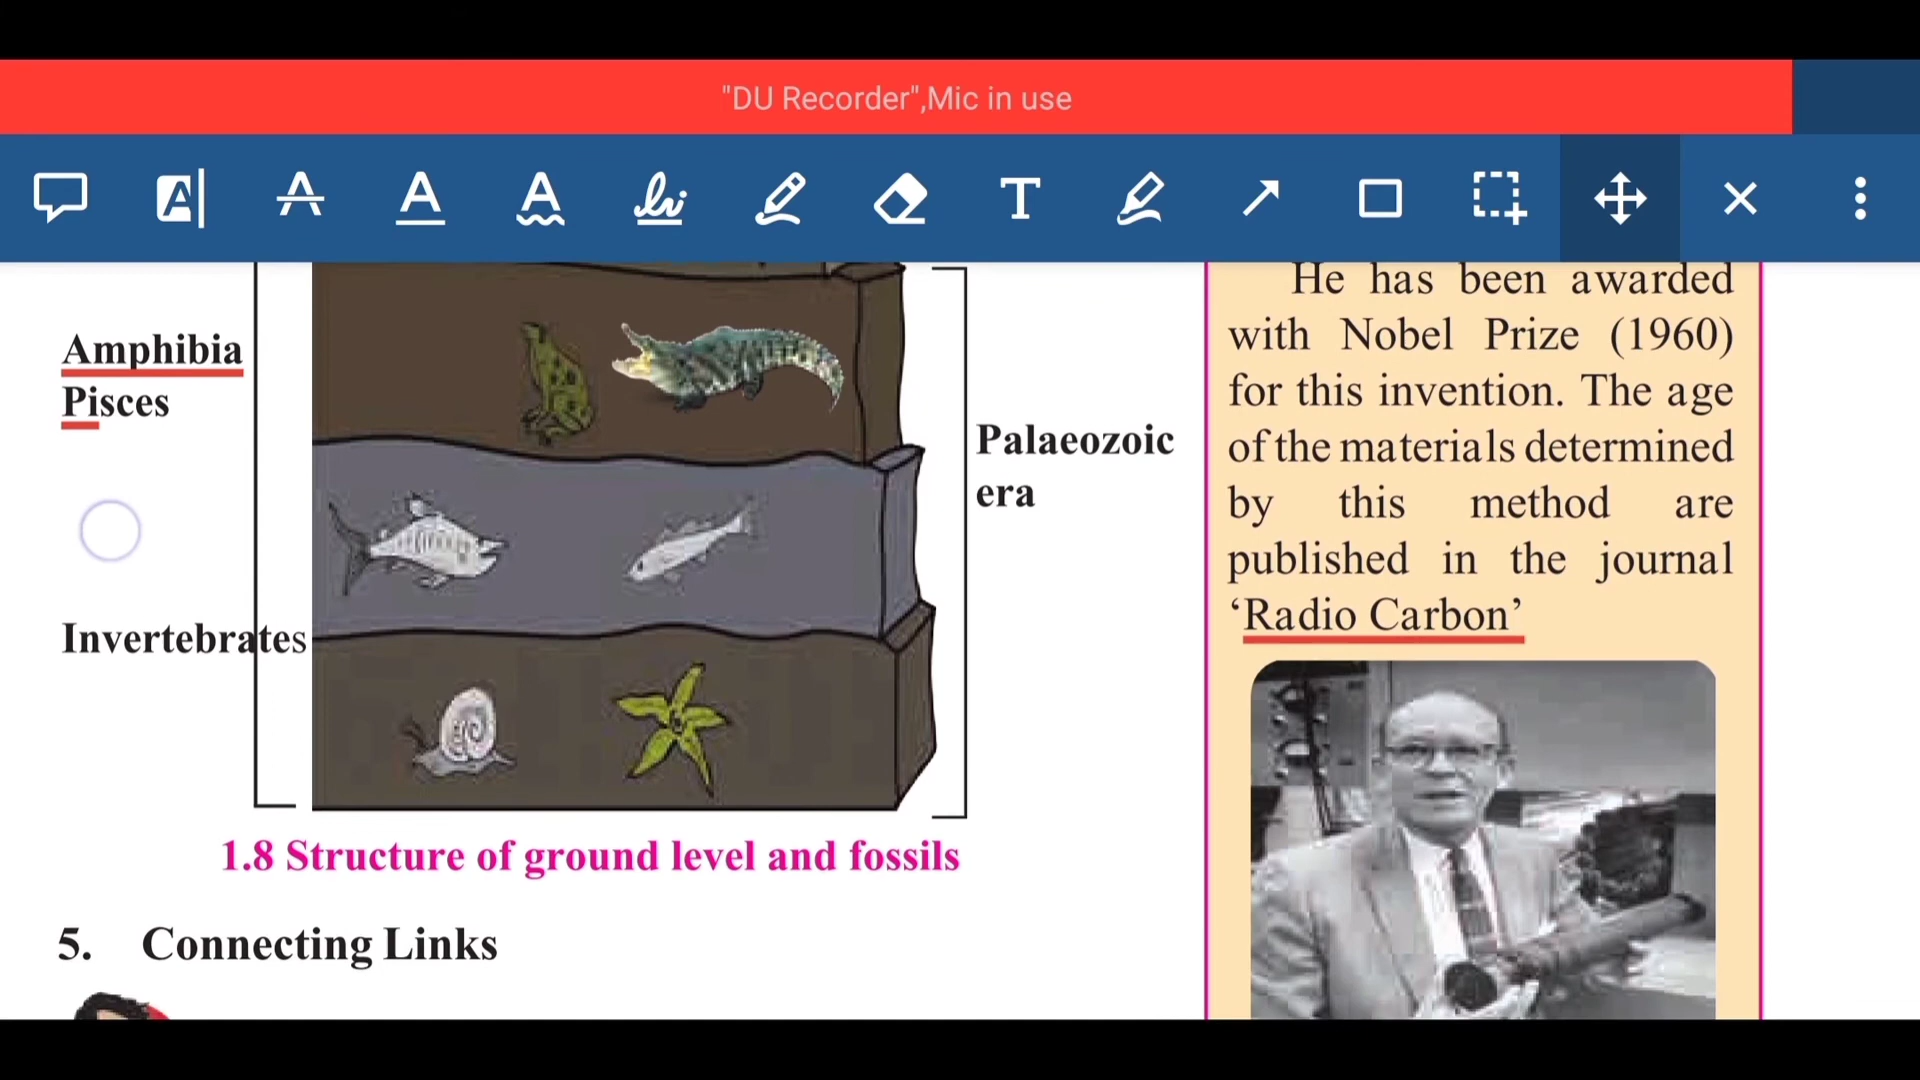 "DU Recorder",Mic in use
Amphibia
Pisces
Invertebrates
Palaeozoic
era
1.8 Structure of ground level and fossils
5. Connecting Links
He has been awarded
with Nobel Prize (1960)
for this invention. The age
of the materials determined
by this method are
published in the journal
‘Radio Carbon’